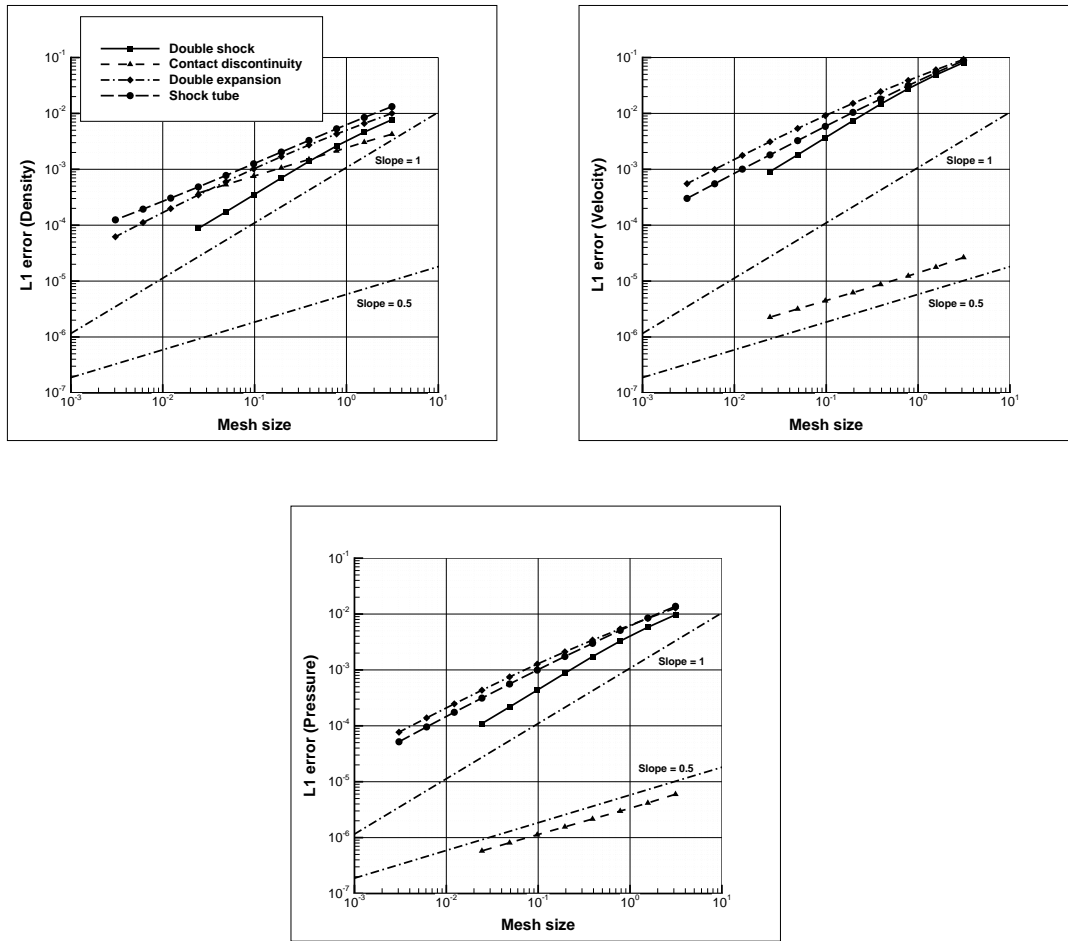 Double shock
Contact discontinuity
Double expansion
Shock tube
10^-1
10^-2
10^-3
10^-4
10^-5
10^-6
10^-7
L1 error (Density)
Slope = 1
Slope = 0.5
10^-3
10^-2
10^-1
10^0
10^1
Mesh size
10^-1
10^-2
10^-3
10^-4
10^-5
10^-6
10^-7
L1 error (Velocity)
Slope = 1
Slope = 0.5
10^-3
10^-2
10^-1
10^0
10^1
Mesh size
10^-1
10^-2
10^-3
10^-4
10^-5
10^-6
10^-7
L1 error (Pressure)
Slope = 1
Slope = 0.5
10^-3
10^-2
10^-1
10^0
10^1
Mesh size